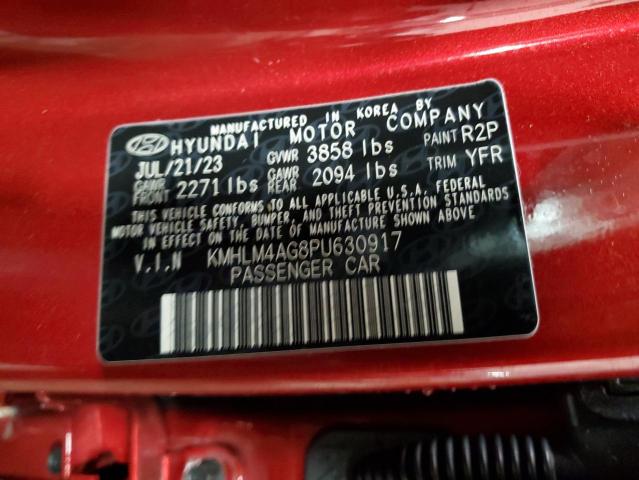 MANUFACTURED IN KOREA BY
HYUNDAI MOTOR COMPANY
JUL/21/23 GVWR 3858 lbs PAINT R2P
GAWR FRONT 2271 lbs GAWR REAR 2094 lbs TRIM YFR
THIS VEHICLE CONFORMS TO ALL APPLICABLE U.S.A. FEDERAL
MOTOR VEHICLE SAFETY, BUMPER, AND THEFT PREVENTION STANDARDS
IN EFFECT ON THE DATE OF MANUFACTURE SHOWN ABOVE
V.I.N KMHLM4AG8PU630917
PASSENGER CAR